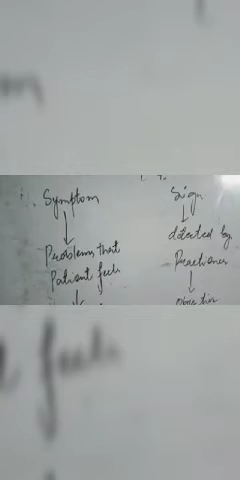 Symptom
Problems that
Patient feels
Sign
detected by
Practioner